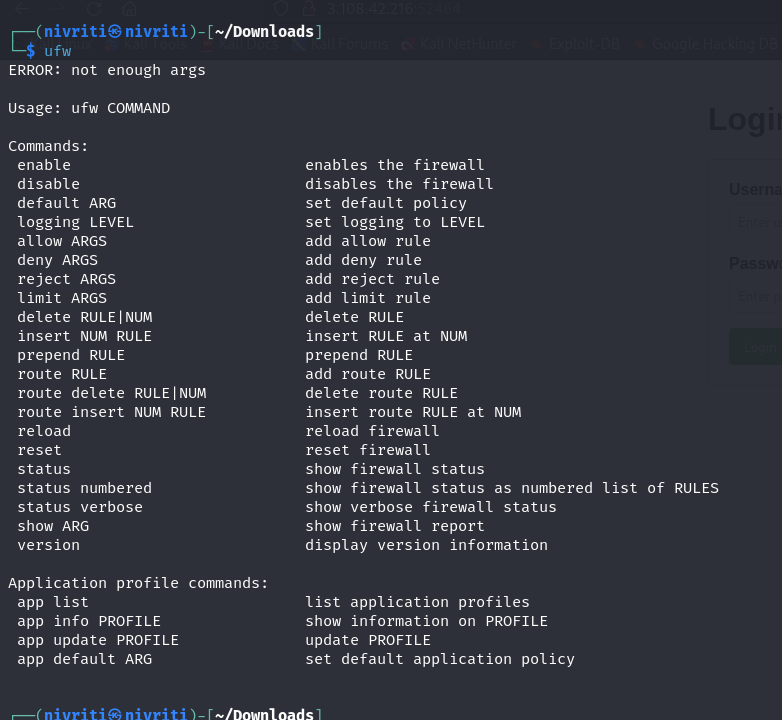 3.108.42.216:52464
Kali Tools Kali Docs Kali Forums Kali NetHunter Exploit-DB Google Hacking DB
┌──(nivriti㉿nivriti)-[~/Downloads]
└─$ ufw
ERROR: not enough args
Usage: ufw COMMAND
Commands:
enable enables the firewall
disable disables the firewall
default ARG set default policy
logging LEVEL set logging to LEVEL
allow ARGS add allow rule
deny ARGS add deny rule
reject ARGS add reject rule
limit ARGS add limit rule
delete RULE|NUM delete RULE
insert NUM RULE insert RULE at NUM
prepend RULE prepend RULE
route RULE add route RULE
route delete RULE|NUM delete route RULE
route insert NUM RULE insert route RULE at NUM
reload reload firewall
reset reset firewall
status show firewall status
status numbered show firewall status as numbered list of RULES
status verbose show verbose firewall status
show ARG show firewall report
version display version information
Application profile commands:
app list list application profiles
app info PROFILE show information on PROFILE
app update PROFILE update PROFILE
app default ARG set default application policy
┌──(nivriti㉿nivriti)-[~/Downloads]
Login